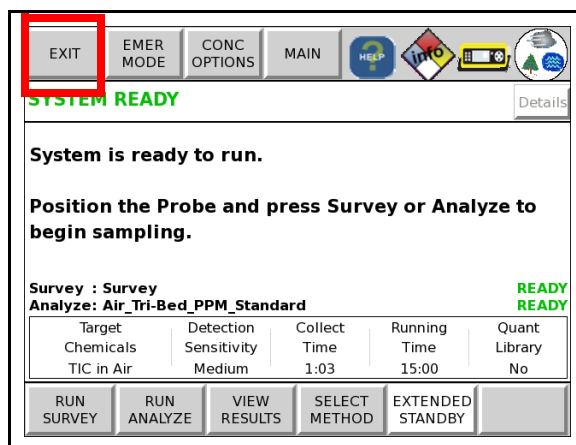 EXIT
EMER
MODE
CONC
OPTIONS
MAIN
HELP
info
SYSTEM READY
Details
System is ready to run.
Position the Probe and press Survey or Analyze to
begin sampling.
Survey : Survey READY
Analyze: Air_Tri-Bed_PPM_Standard READY
Target Detection Collect Running Quant
Chemicals Sensitivity Time Time Library
TIC in Air Medium 1:03 15:00 No
RUN RUN VIEW SELECT EXTENDED
SURVEY ANALYZE RESULTS METHOD STANDBY